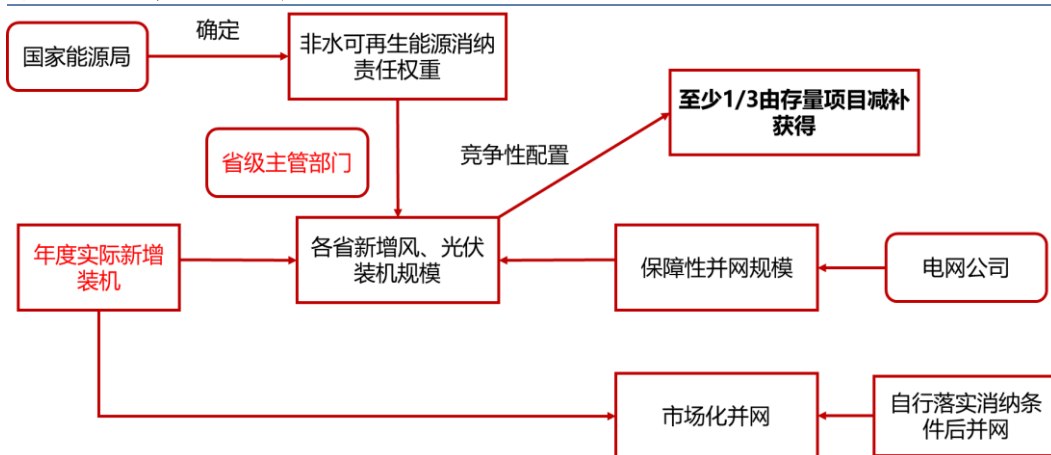 确定
国家能源局
非水可再生能源消纳
责任权重
至少1/3由存量项目减补
获得
省级主管部门
竞争性配置
年度实际新增
装机
各省新增风、光伏
装机规模
保障性并网规模
电网公司
市场化并网
自行落实消纳条
件后并网